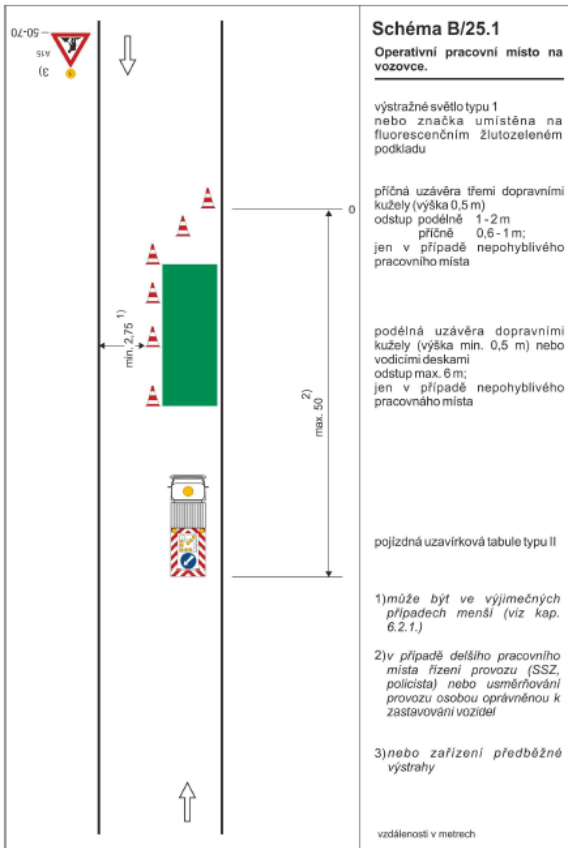 50-70
A15
3)
1
0
min. 2,75 1)
max. 50 2)
Schéma B/25.1
Operativní pracovní místo na
vozovce.
výstražné světlo typu 1
nebo značka umístěna na
fluorescenčním žlutozeleném
podkladu
příčná uzávěra třemi dopravními
kužely (výška 0,5 m)
odstup podélně 1 - 2 m
příčně 0,6 - 1 m;
jen v případě nepohyblivého
pracovního místa
podélná uzávěra dopravními
kužely (výška min. 0,5 m) nebo
vodicími deskami
odstup max. 6 m;
jen v případě nepohyblivého
pracovnáho místa
pojízdná uzavírková tabule typu II
1) může být ve výjimečných
případech menší (viz kap.
6.2.1.)
2) v případě delšího pracovního
místa řízení provozu (SSZ,
policista) nebo usměrňování
provozu osobou oprávněnou k
zastavování vozidel
3) nebo zařízení předběžné
výstrahy
vzdálenosti v metrech